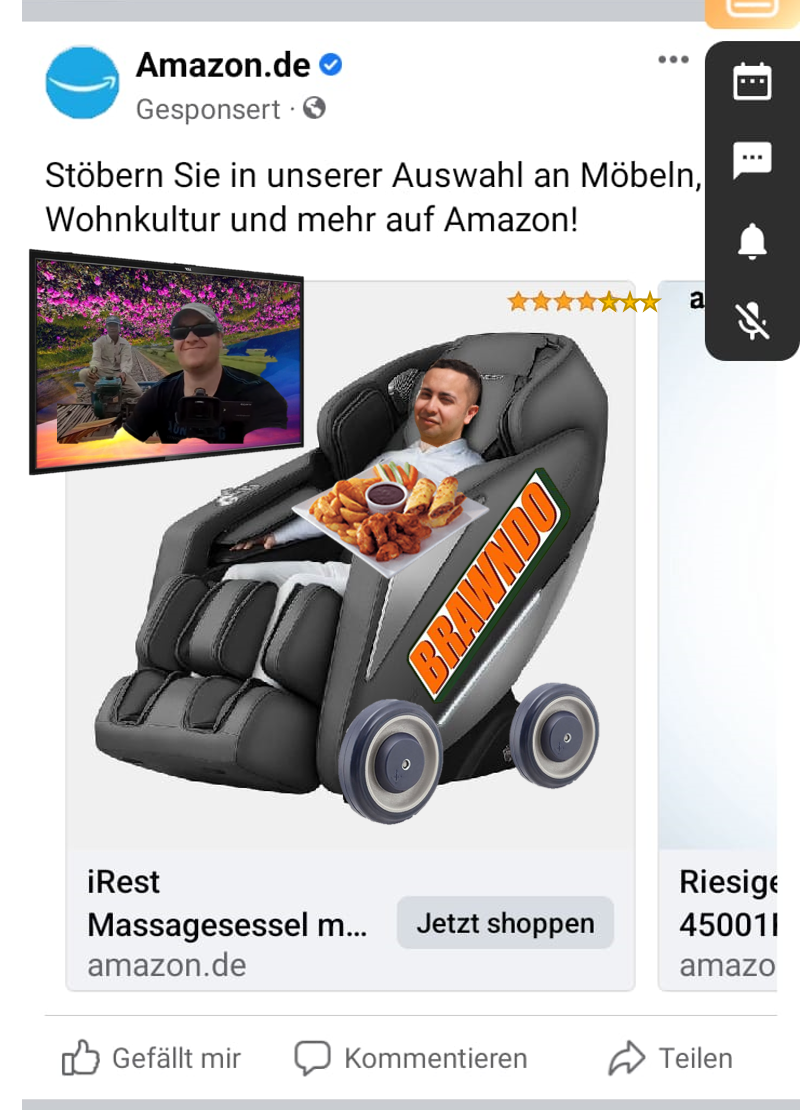 Amazon.de
Gesponsert ·
Stöbern Sie in unserer Auswahl an Möbeln,
Wohnkultur und mehr auf Amazon!
a
BRAWNDO
iRest
Massagesessel m...
Jetzt shoppen
amazon.de
Riesige
45001
amazo
Gefällt mir
Kommentieren
Teilen